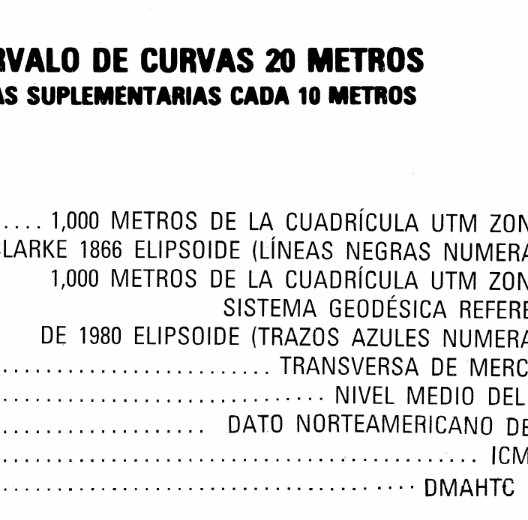 RVALO DE CURVAS 20 METROS
AS SUPLEMENTARIAS CADA 10 METROS
.... 1,000 METROS DE LA CUADRÍCULA UTM ZON
CLARKE 1866 ELIPSOIDE (LÍNEAS NEGRAS NUMERA
1,000 METROS DE LA CUADRÍCULA UTM ZON
SISTEMA GEODÉSICA REFERE
DE 1980 ELIPSOIDE (TRAZOS AZULES NUMERA
........................ TRANSVERSA DE MERC
............................. NIVEL MEDIO DEL
.................. DATO NORTEAMERICANO DE
........................................... ICM
..................................... DMAHTC